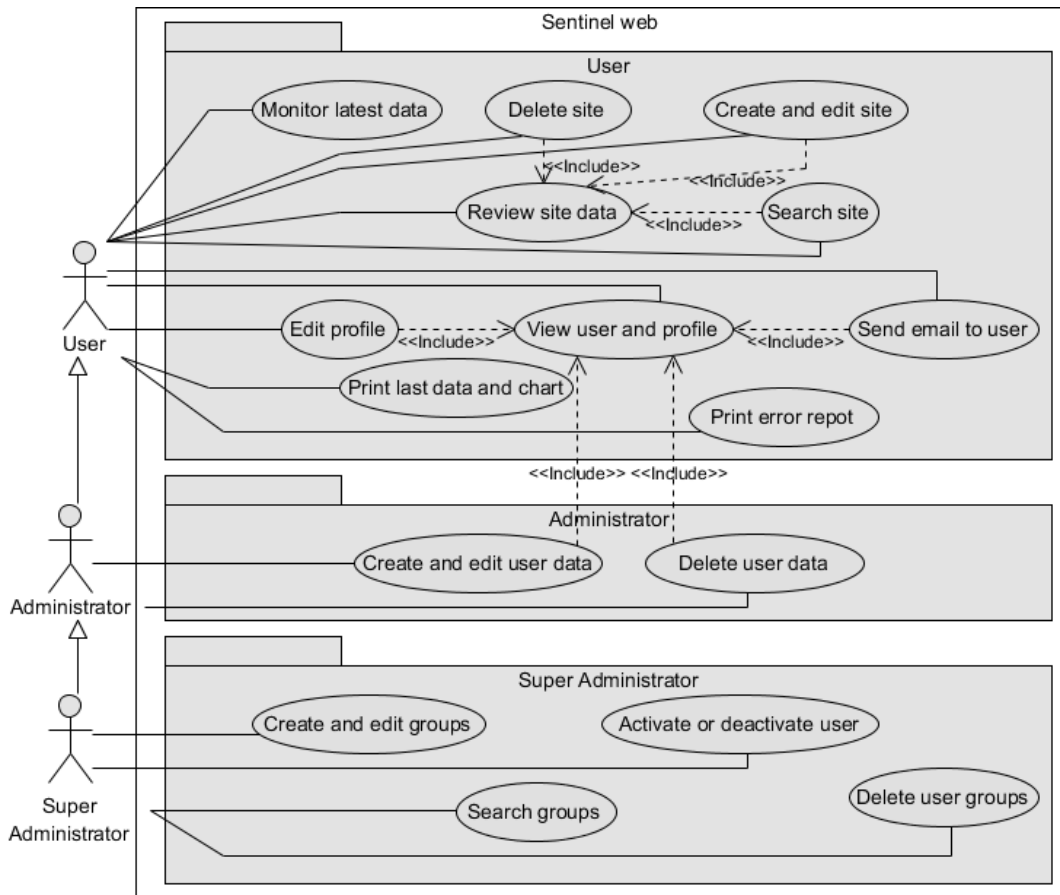 Sentinel web
User
Monitor latest data
Delete site
Create and edit site
<<Include>>
<<Include>>
Review site data
<<Include>>
Search site
User
Edit profile
<<Include>>
View user and profile
<<Include>>
Send email to user
Print last data and chart
Print error repot
<<Include>>
<<Include>>
Administrator
Create and edit user data
Delete user data
Administrator
Super Administrator
Create and edit groups
Activate or deactivate user
Search groups
Delete user groups
Super
Administrator